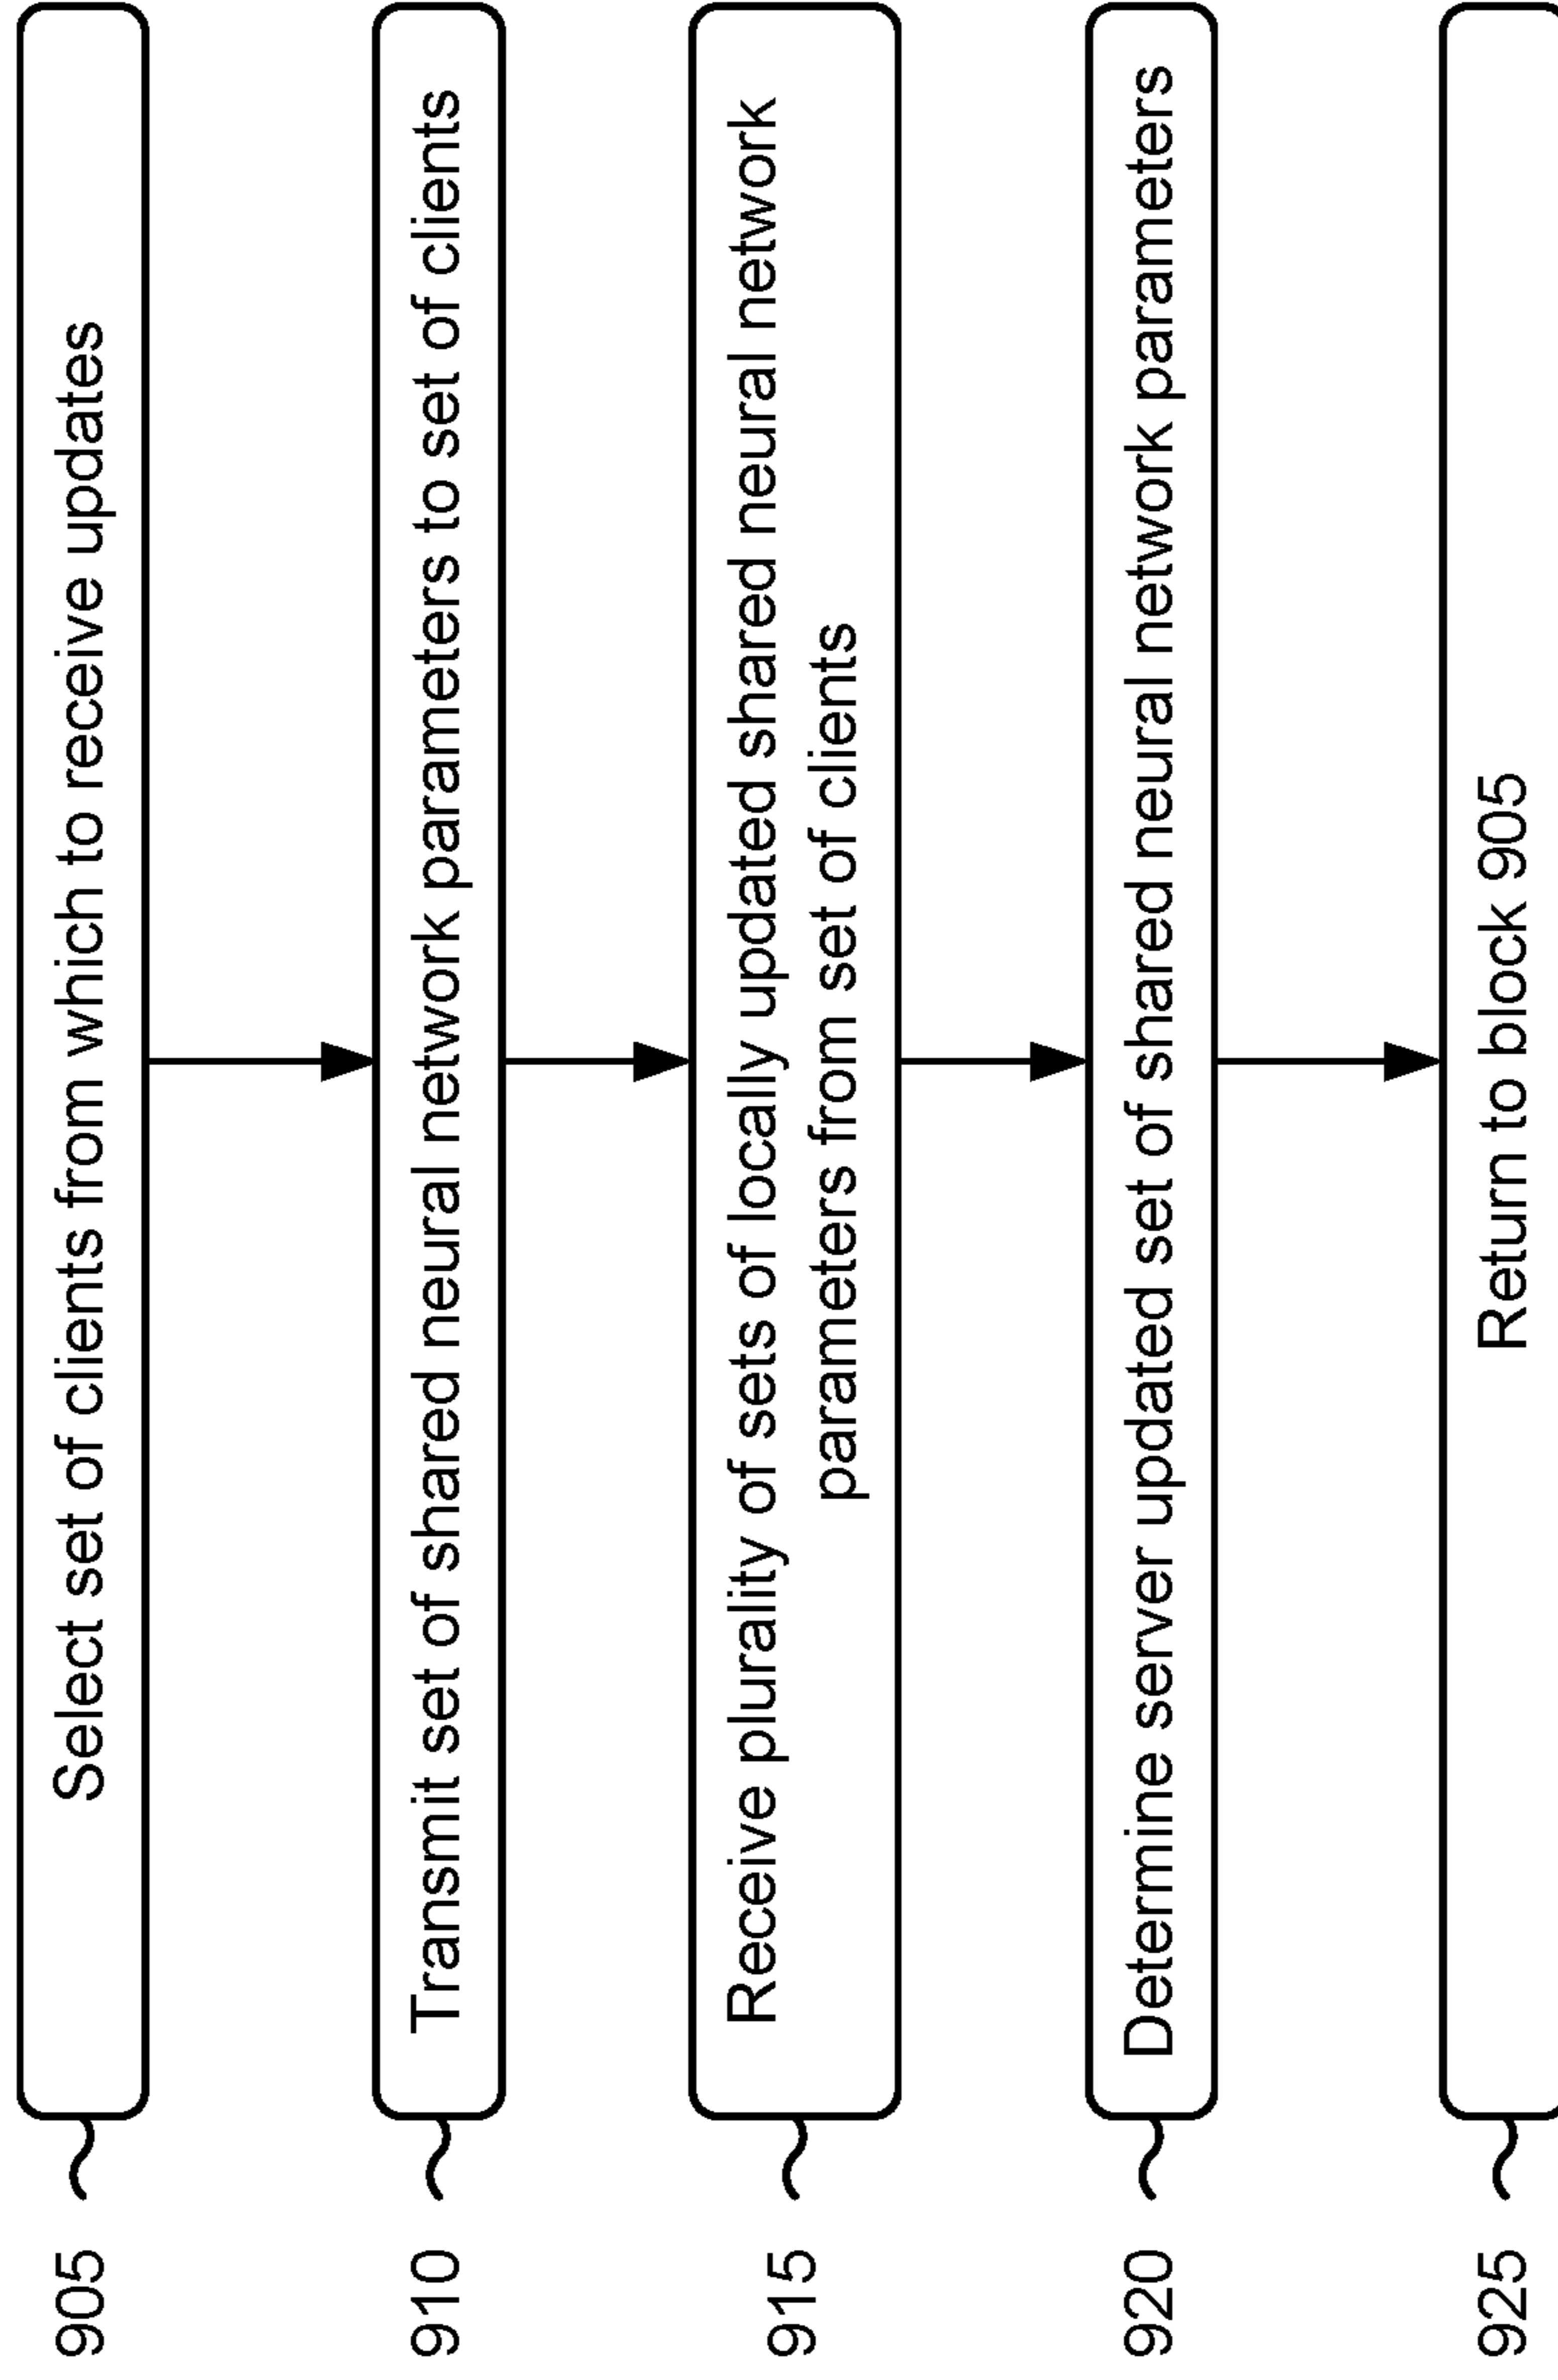 905
Select set of clients from which to receive updates
910
Transmit set of shared neural network parameters to set of clients
915
Receive plurality of sets of locally updated shared neural network
parameters from set of clients
920
Determine server updated set of shared neural network parameters
925
Return to block 905